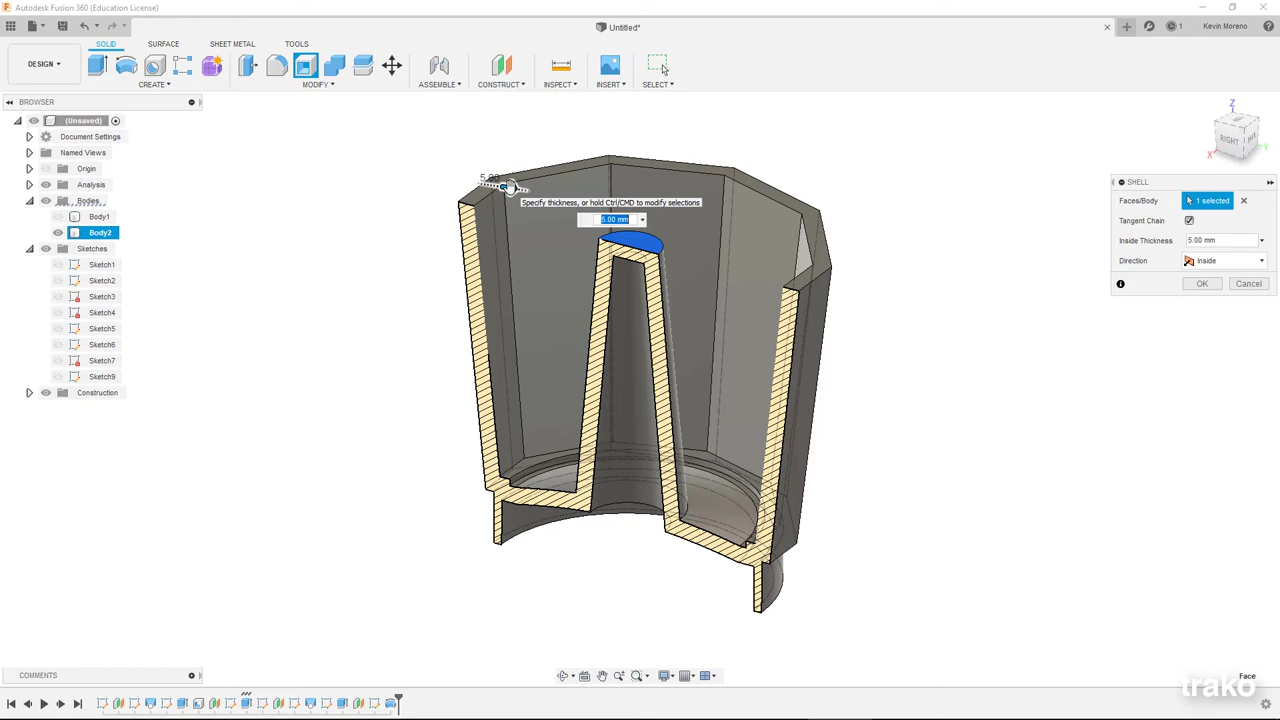 Autodesk Fusion 360 (Education License)
Untitled*
1
Kevin Moreno
SOLID
SURFACE
SHEET METAL
TOOLS
DESIGN
CREATE
MODIFY
ASSEMBLE
CONSTRUCT
INSPECT
INSERT
SELECT
BROWSER
(Unsaved)
Document Settings
Named Views
Origin
Analysis
Bodies
Body1
Body2
Sketches
Sketch1
Sketch2
Sketch3
Sketch4
Sketch5
Sketch6
Sketch7
Sketch9
Construction
5.00
Specify thickness, or hold Ctrl/CMD to modify selections
5.00 mm
Z
RIGHT
X
Y
SHELL
Faces/Body
1 selected
Tangent Chain
Inside Thickness
5.00 mm
Direction
Inside
OK
Cancel
COMMENTS
Face
trako